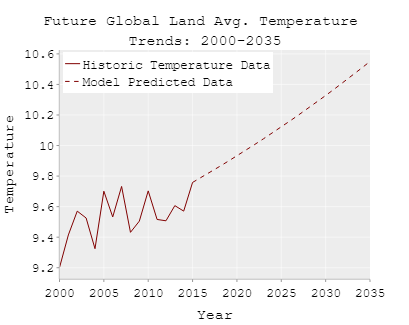 Future Global Land Avg. Temperature
Trends: 2000-2035
Historic Temperature Data
Model Predicted Data
Temperature
10.6
10.4
10.2
10
9.8
9.6
9.4
9.2
2000 2005 2010 2015 2020 2025 2030 2035
Year